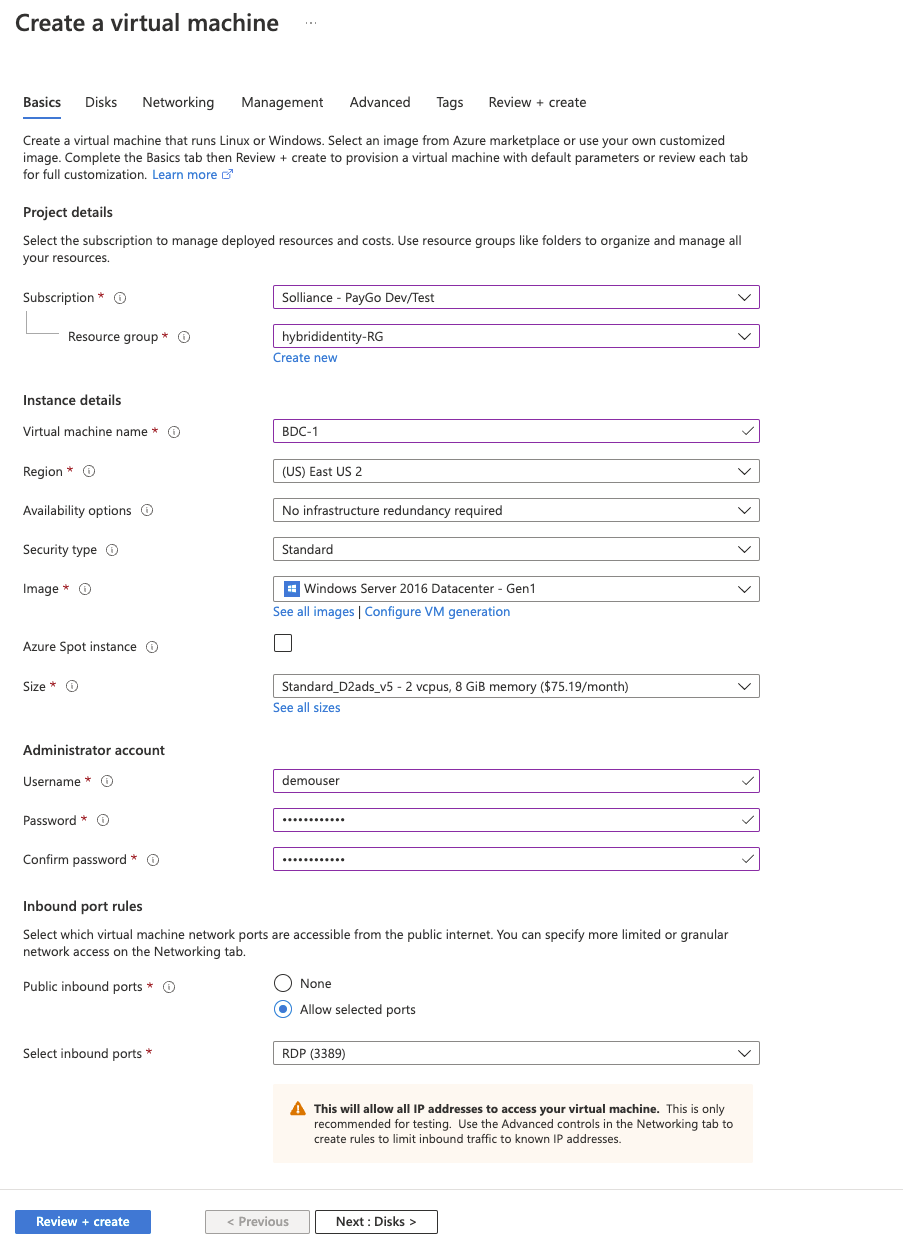 Create a virtual machine ...
Basics Disks Networking Management Advanced Tags Review + create
Create a virtual machine that runs Linux or Windows. Select an image from Azure marketplace or use your own customized
image. Complete the Basics tab then Review + create to provision a virtual machine with default parameters or review each tab
for full customization. Learn more
Project details
Select the subscription to manage deployed resources and costs. Use resource groups like folders to organize and manage all
your resources.
Subscription * Solliance - PayGo Dev/Test
Resource group * hybrididentity-RG
Create new
Instance details
Virtual machine name * BDC-1
Region * (US) East US 2
Availability options No infrastructure redundancy required
Security type Standard
Image * Windows Server 2016 Datacenter - Gen1
See all images | Configure VM generation
Azure Spot instance
Size * Standard_D2ads_v5 - 2 vcpus, 8 GiB memory ($75.19/month)
See all sizes
Administrator account
Username * demouser
Password * ••••••••••••
Confirm password * ••••••••••••
Inbound port rules
Select which virtual machine network ports are accessible from the public internet. You can specify more limited or granular
network access on the Networking tab.
Public inbound ports * None
Allow selected ports
Select inbound ports * RDP (3389)
This will allow all IP addresses to access your virtual machine. This is only
recommended for testing. Use the Advanced controls in the Networking tab to
create rules to limit inbound traffic to known IP addresses.
Review + create < Previous Next : Disks >